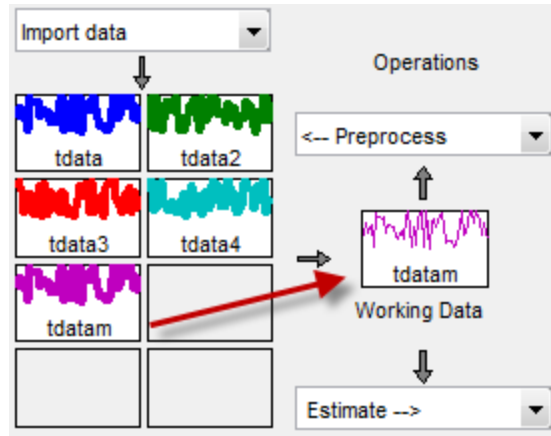 Import data
Operations
tdata
tdata2
<-- Preprocess
tdata3
tdata4
tdatam
tdatam
Working Data
Estimate -->